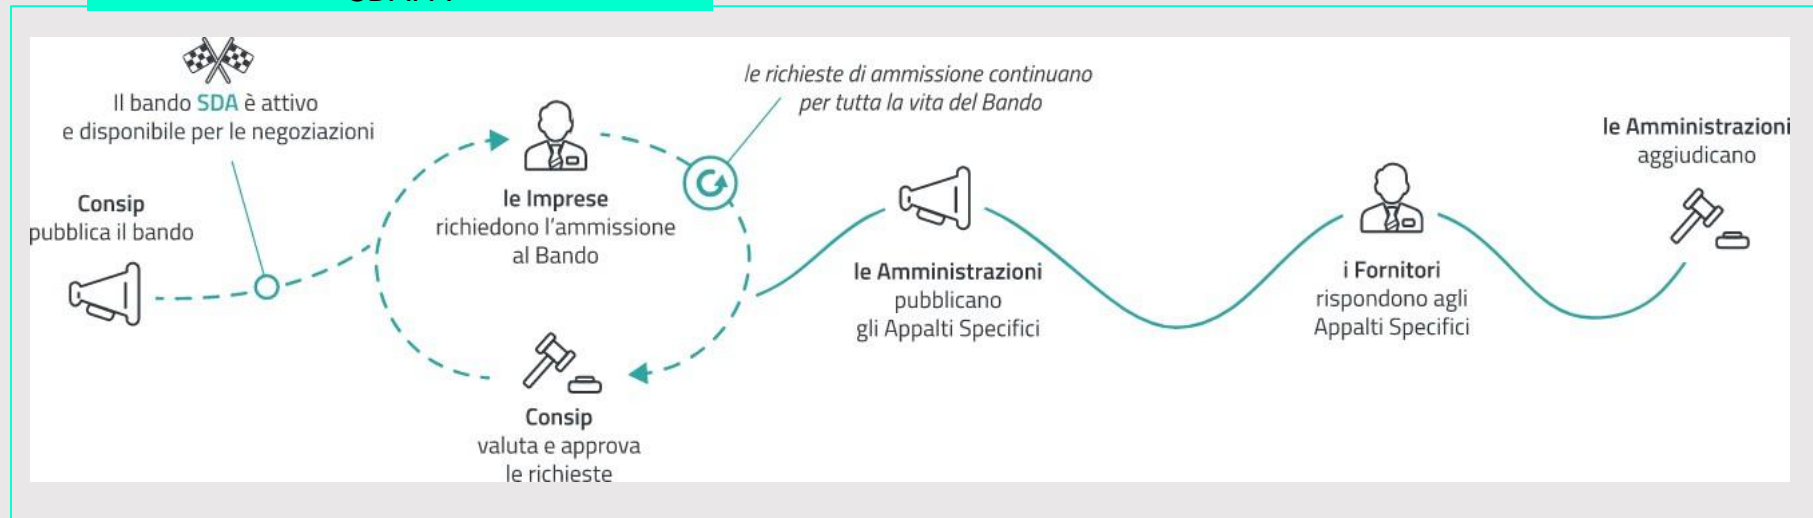 Il bando SDA è attivo
e disponibile per le negoziazioni
Consip
pubblica il bando
le Imprese
richiedono l'ammissione
al Bando
le richieste di ammissione continuano
per tutta la vita del Bando
Consip
valuta e approva
le richieste
le Amministrazioni
pubblicano
gli Appalti Specifici
i Fornitori
rispondono agli
Appalti Specifici
le Amministrazioni
aggiudicano